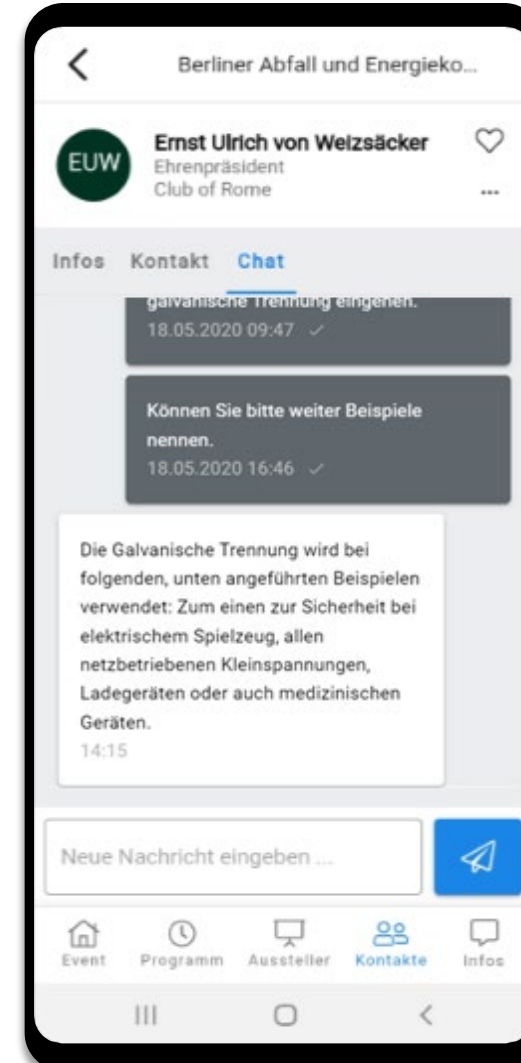 Berliner Abfall und Energieko...
EUW
Ernst Ulrich von Weizsäcker
Ehrenpräsident
Club of Rome
Infos Kontakt Chat
galvanische Trennung eingehen.
18.05.2020 09:47
Können Sie bitte weiter Beispiele
nennen.
18.05.2020 16:46
Die Galvanische Trennung wird bei
folgenden, unten angeführten Beispielen
verwendet: Zum einen zur Sicherheit bei
elektrischem Spielzeug, allen
netzbetriebenen Kleinspannungen,
Ladegeräten oder auch medizinischen
Geräten.
14:15
Neue Nachricht eingeben ...
Event Programm Aussteller Kontakte Infos